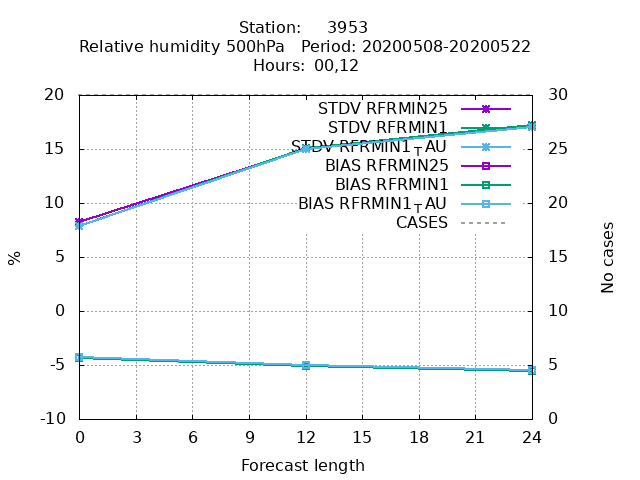 Station: 3953
Relative humidity 500hPa Period: 20200508-20200522
Hours: 00,12
20 30
STDV RFRMIN25
STDV RFRMIN1
15 STDV RFRMIN1TAU 25
BIAS RFRMIN25
BIAS RFRMIN1
10 BIAS RFRMIN1TAU 20
CASES
% 5 15 No cases
0 10
-5 5
-10 0
0 3 6 9 12 15 18 21 24
Forecast length